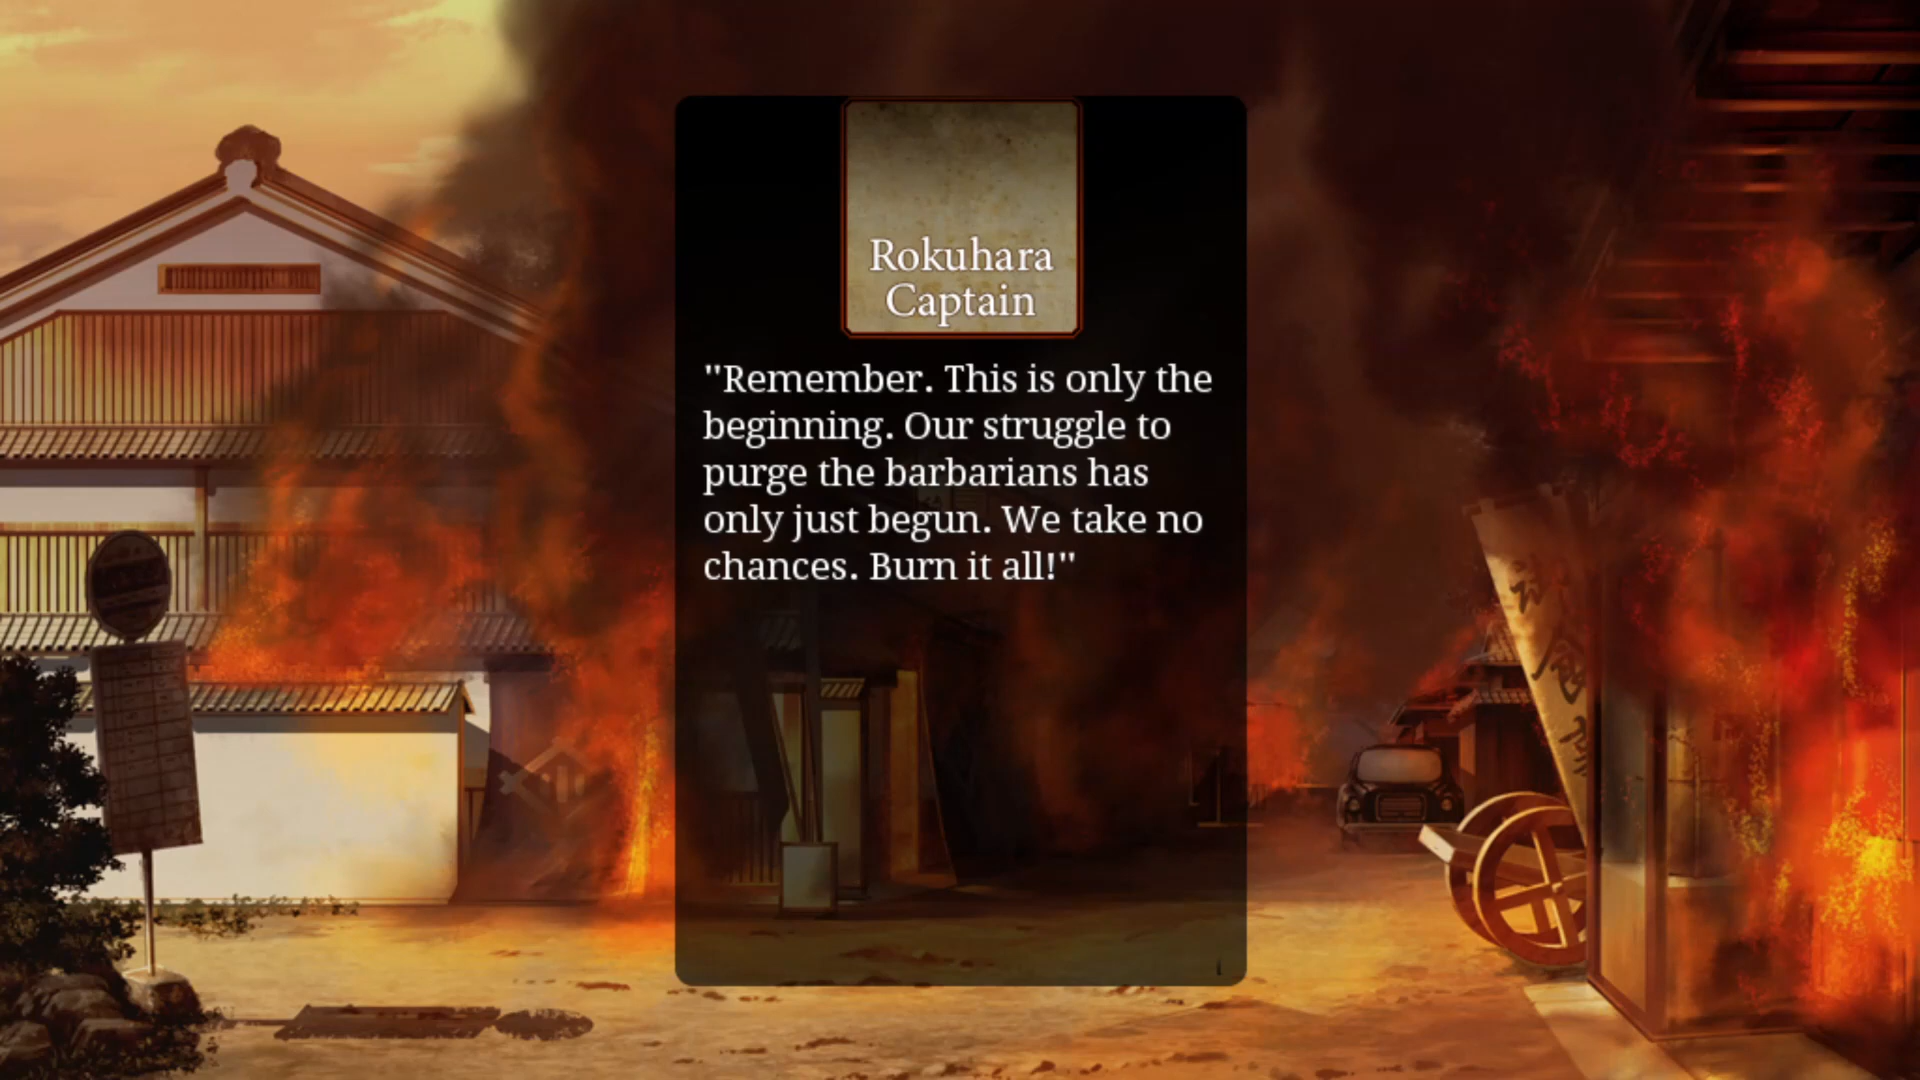 Rokuhara
Captain
"Remember. This is only the
beginning. Our struggle to
purge the barbarians has
only just begun. We take no
chances. Burn it all!"